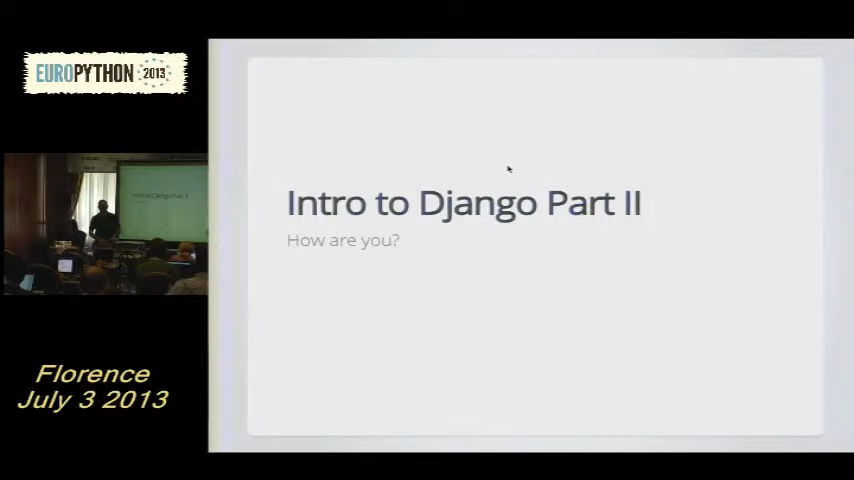 EUROPYTHON 2013
Intro to Django Part II
How are you?
Florence
July 3 2013